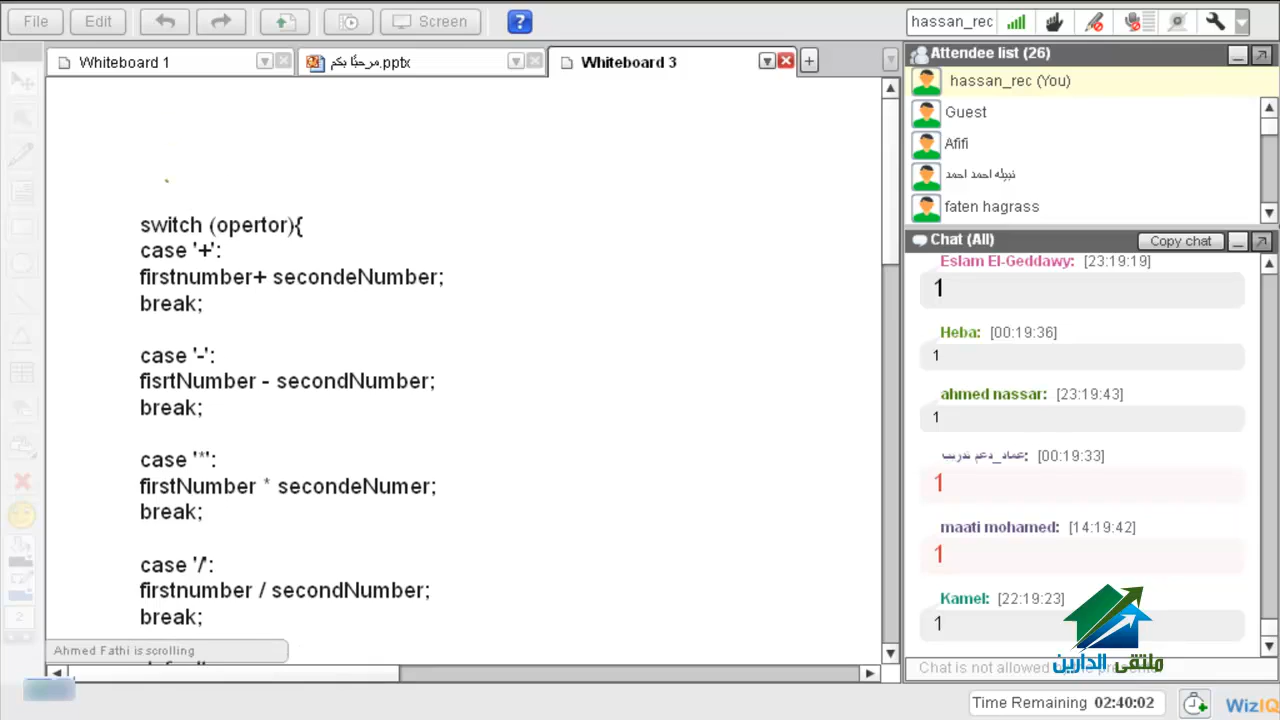 File
Edit
Screen
?
hassan_rec
Whiteboard 1
مرحبًا بكم.pptx
Whiteboard 3
Attendee list (26)
hassan_rec (You)
Guest
Afifi
نبيله احمد احمد
faten hagrass
switch (opertor){
case '+':
firstnumber+ secondeNumber;
break;
case '-':
fisrtNumber - secondNumber;
break;
case '*':
firstNumber * secondeNumer;
break;
case '/':
firstnumber / secondNumber;
break;
Ahmed Fathi is scrolling
2
Chat (All)
Copy chat
Eslam El-Geddawy: [23:19:19]
1
Heba: [00:19:36]
1
ahmed nassar: [23:19:43]
1
عماد_دعم تدريب: [00:19:33]
1
maati mohamed: [14:19:42]
1
Kamel: [22:19:23]
1
Chat is not allowed
ملتقى الدارين
Time Remaining 02:40:02
WizIQ